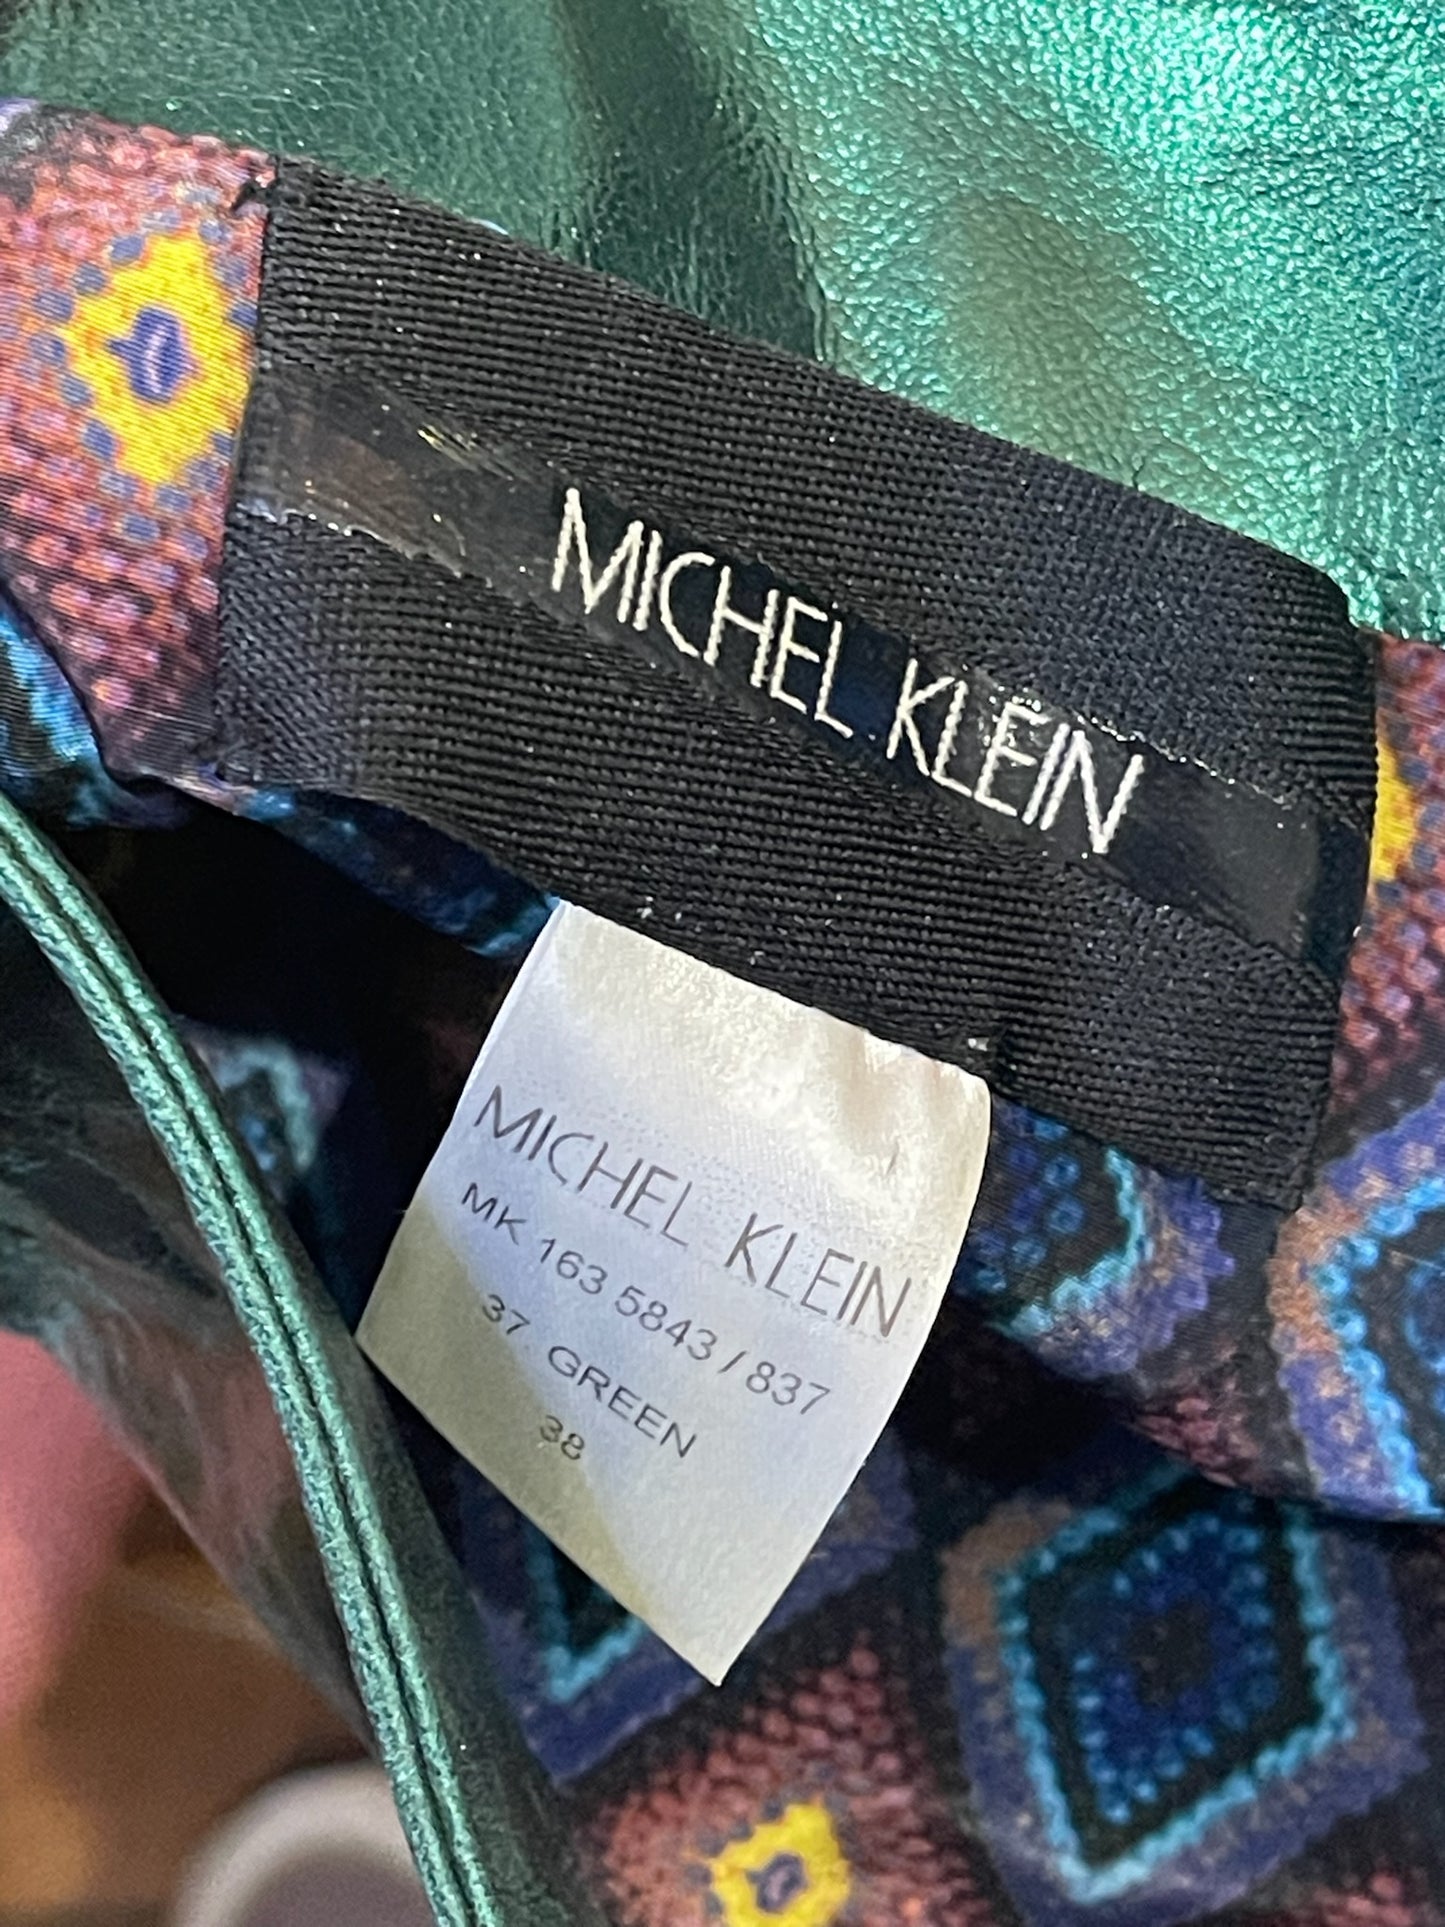 MICHEL KLEIN
MICHEL KLEIN
MK 163 5843 / 837
37 GREEN
38